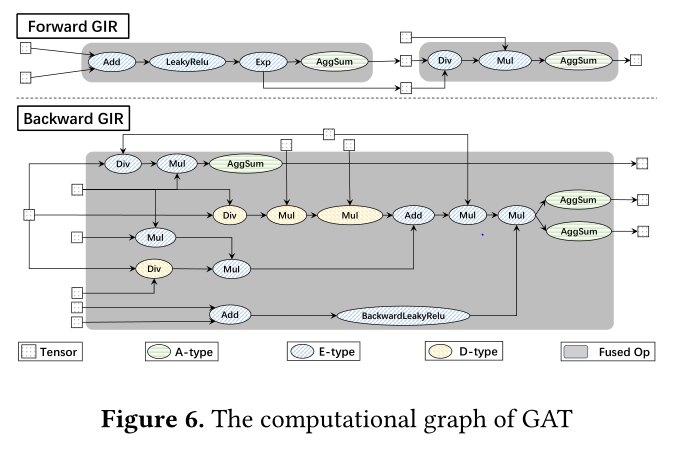 Forward GIR
Add LeakyRelu Exp AggSum Div Mul AggSum
Backward GIR
Div Mul AggSum
AggSum
Div Mul Mul Add Mul Mul
AggSum
Mul
Div Mul
Add BackwardLeakyRelu
Tensor A-type E-type D-type Fused Op
Figure 6. The computational graph of GAT